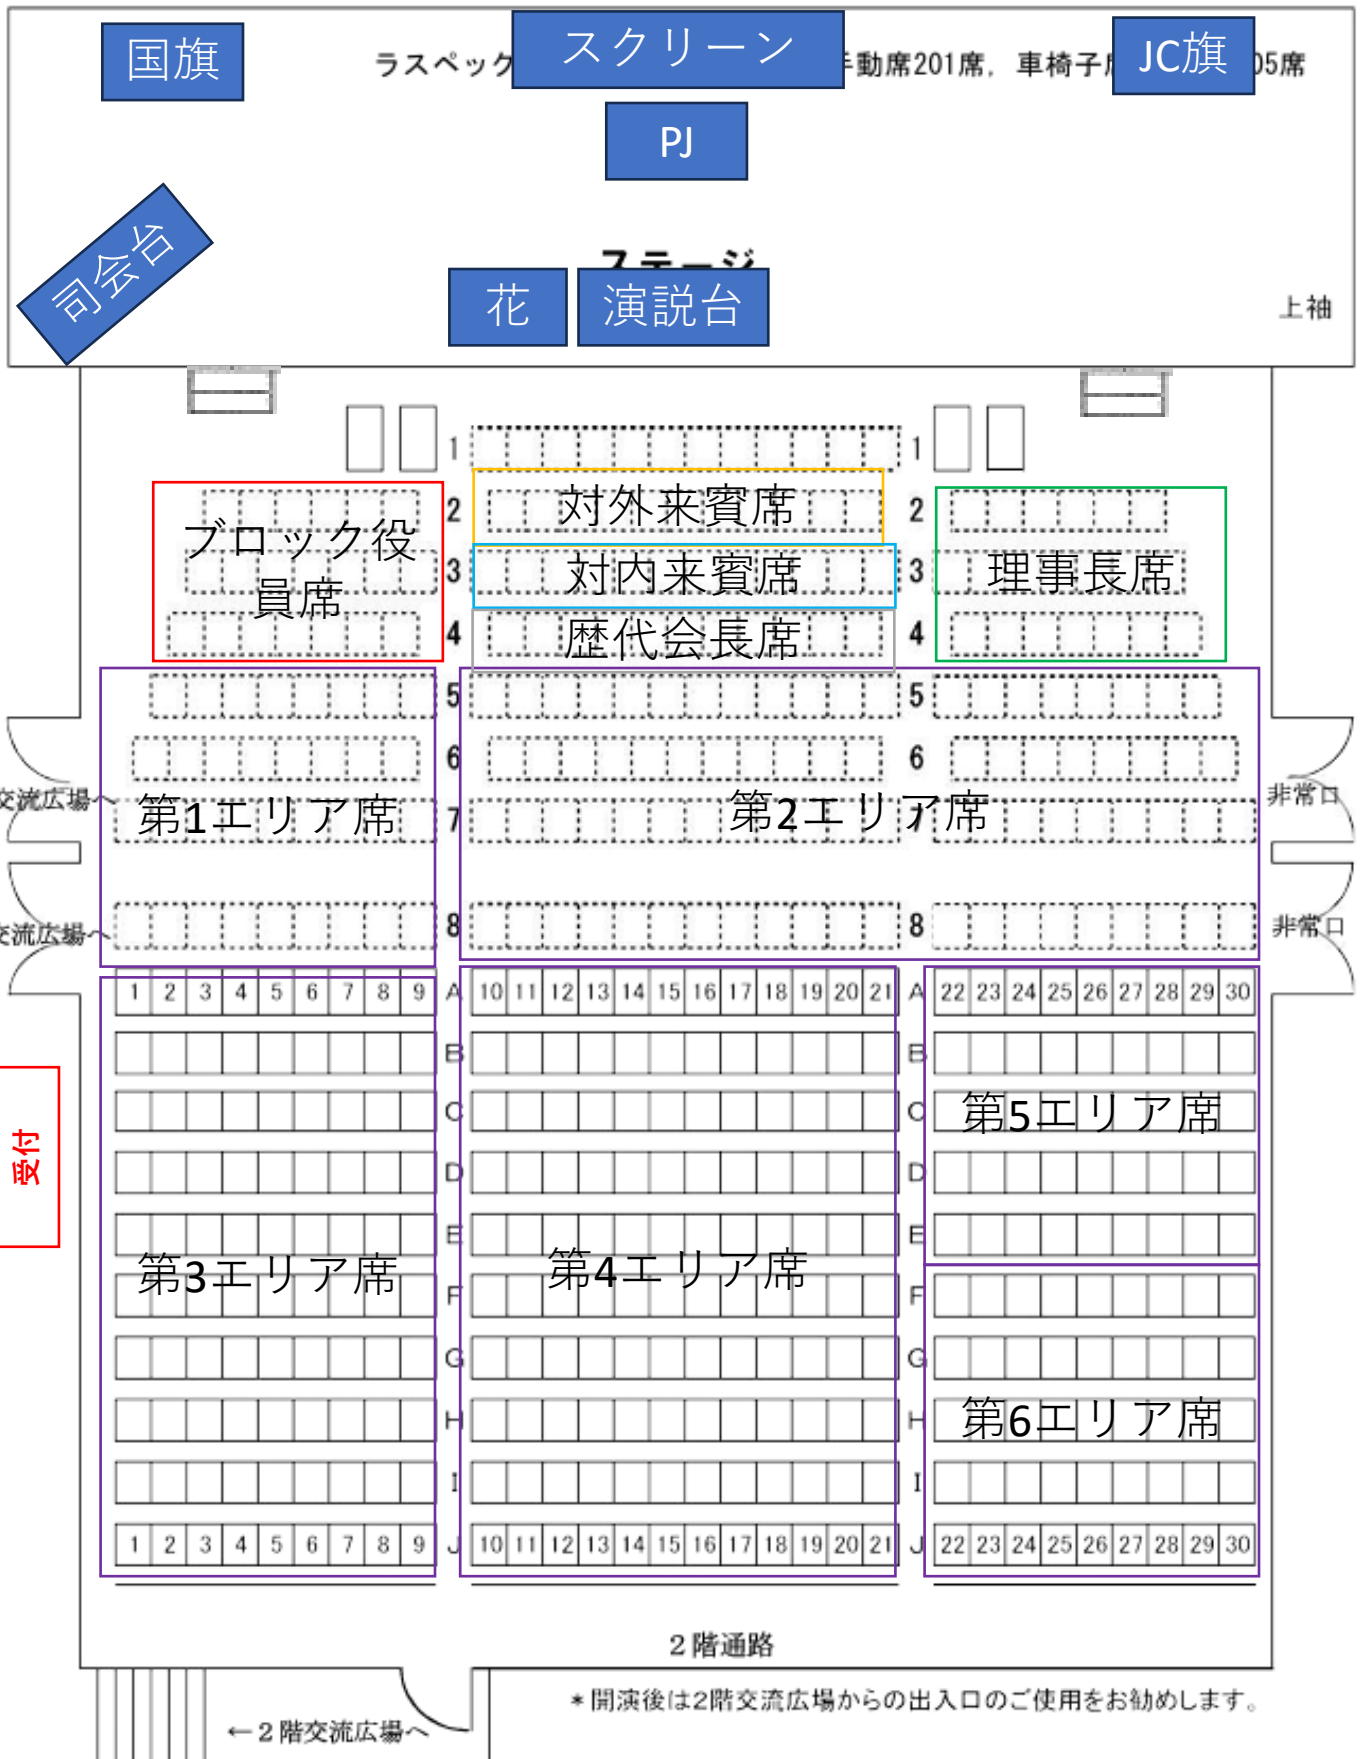 国旗
スクリーン
JC旗
ラスペック 手動席201席, 車椅子 05席
PJ
司会台
ステージ
花 演説台
上袖
1 1
2 対外来賓席 2
ブロック役
員席
3 対内来賓席 3 理事長席
4 歴代会長席 4
5 5
6 6
交流広場へ 第1エリア席 7 第2エリア席 7 非常口
交流広場へ 8 8 非常口
1 2 3 4 5 6 7 8 9 A 10 11 12 13 14 15 16 17 18 19 20 21 A 22 23 24 25 26 27 28 29 30
B B
C C 第5エリア席
受付
D D
E E
第3エリア席 第4エリア席
F F
G G
H H 第6エリア席
I I
1 2 3 4 5 6 7 8 9 J 10 11 12 13 14 15 16 17 18 19 20 21 J 22 23 24 25 26 27 28 29 30
2階通路
*開演後は2階交流広場からの出入口のご使用をお勧めします。
←2階交流広場へ